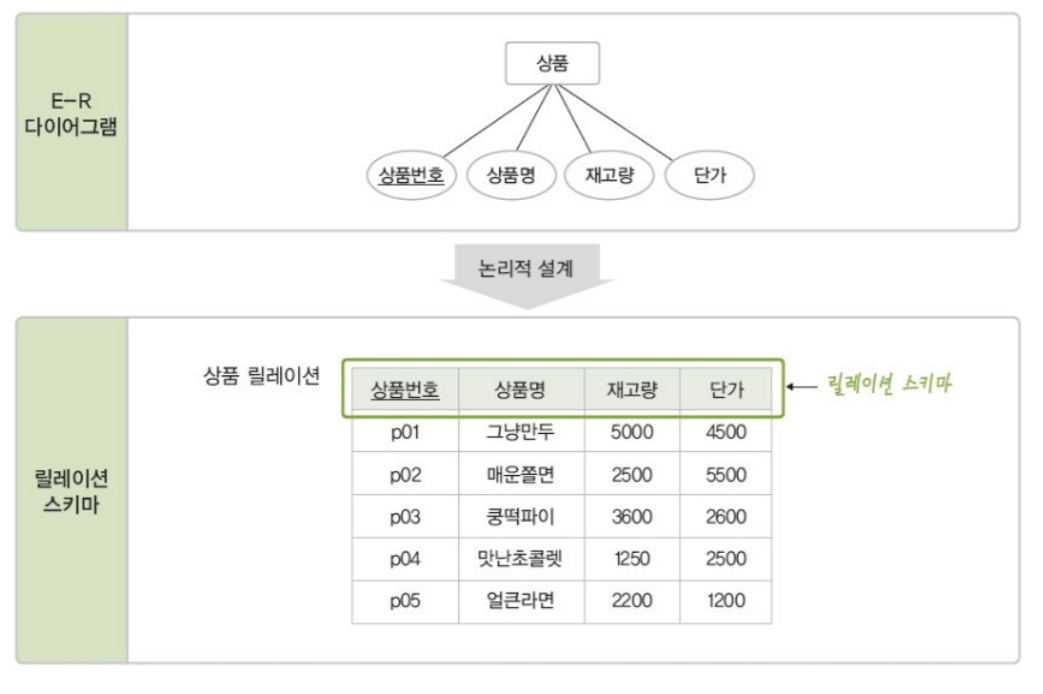 상품
E-R
다이어그램
상품번호 상품명 재고량 단가
논리적 설계
상품 릴레이션
상품번호 상품명 재고량 단가
릴레이션 스키마
p01 그냥만두 5000 4500
p02 매운쫄면 2500 5500
릴레이션
스키마
p03 쿵떡파이 3600 2600
p04 맛난초콜렛 1250 2500
p05 얼큰라면 2200 1200